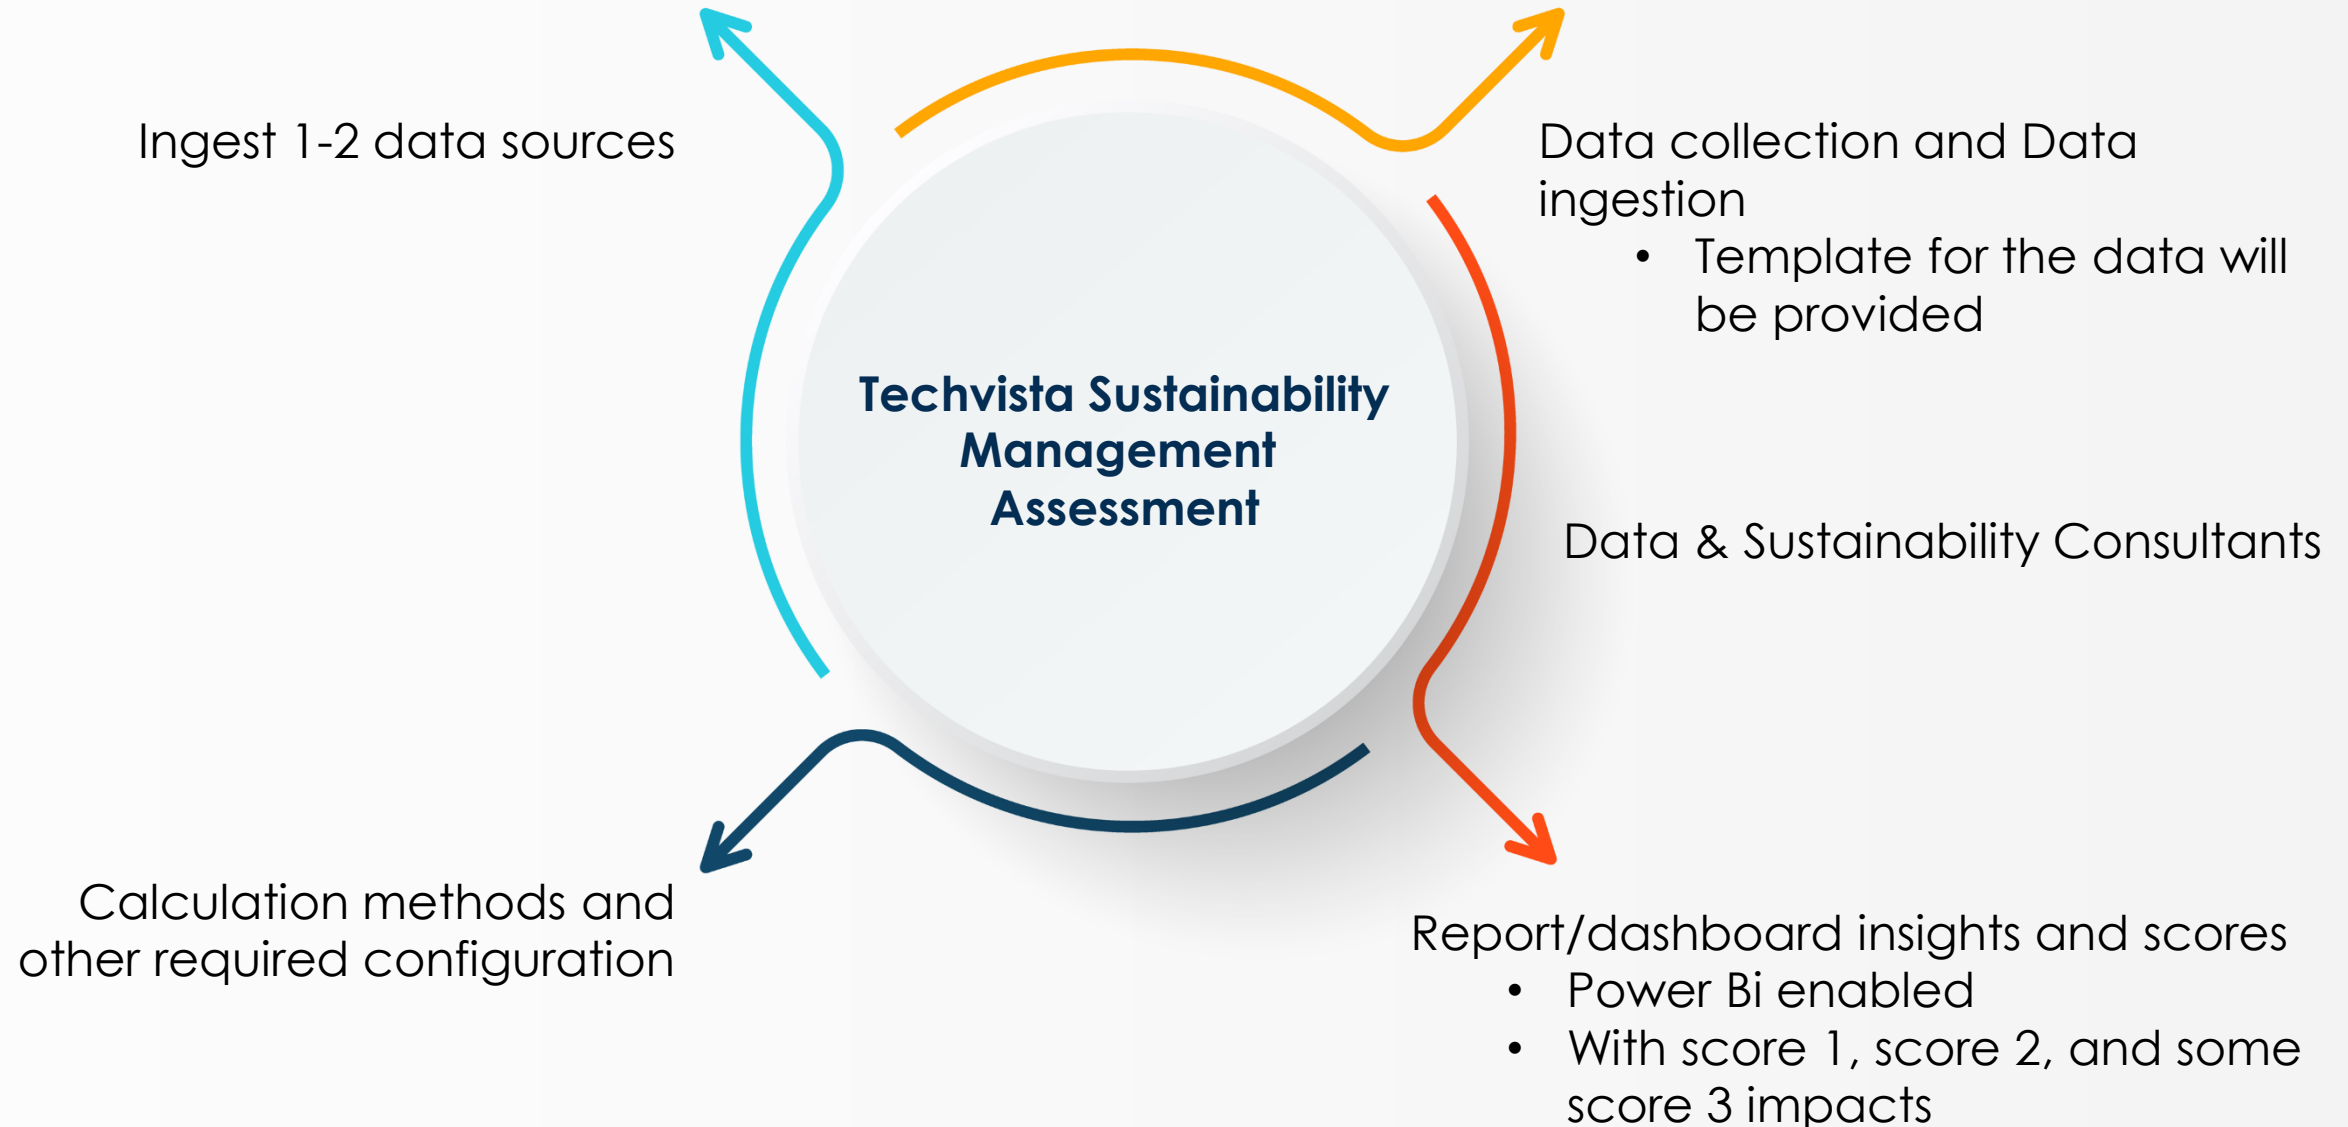 Ingest 1-2 data sources
Data collection and Data
ingestion
• Template for the data will
be provided
Techvista Sustainability
Management
Assessment
Data & Sustainability Consultants
Calculation methods and
other required configuration
Report/dashboard insights and scores
• Power Bi enabled
• With score 1, score 2, and some
score 3 impacts